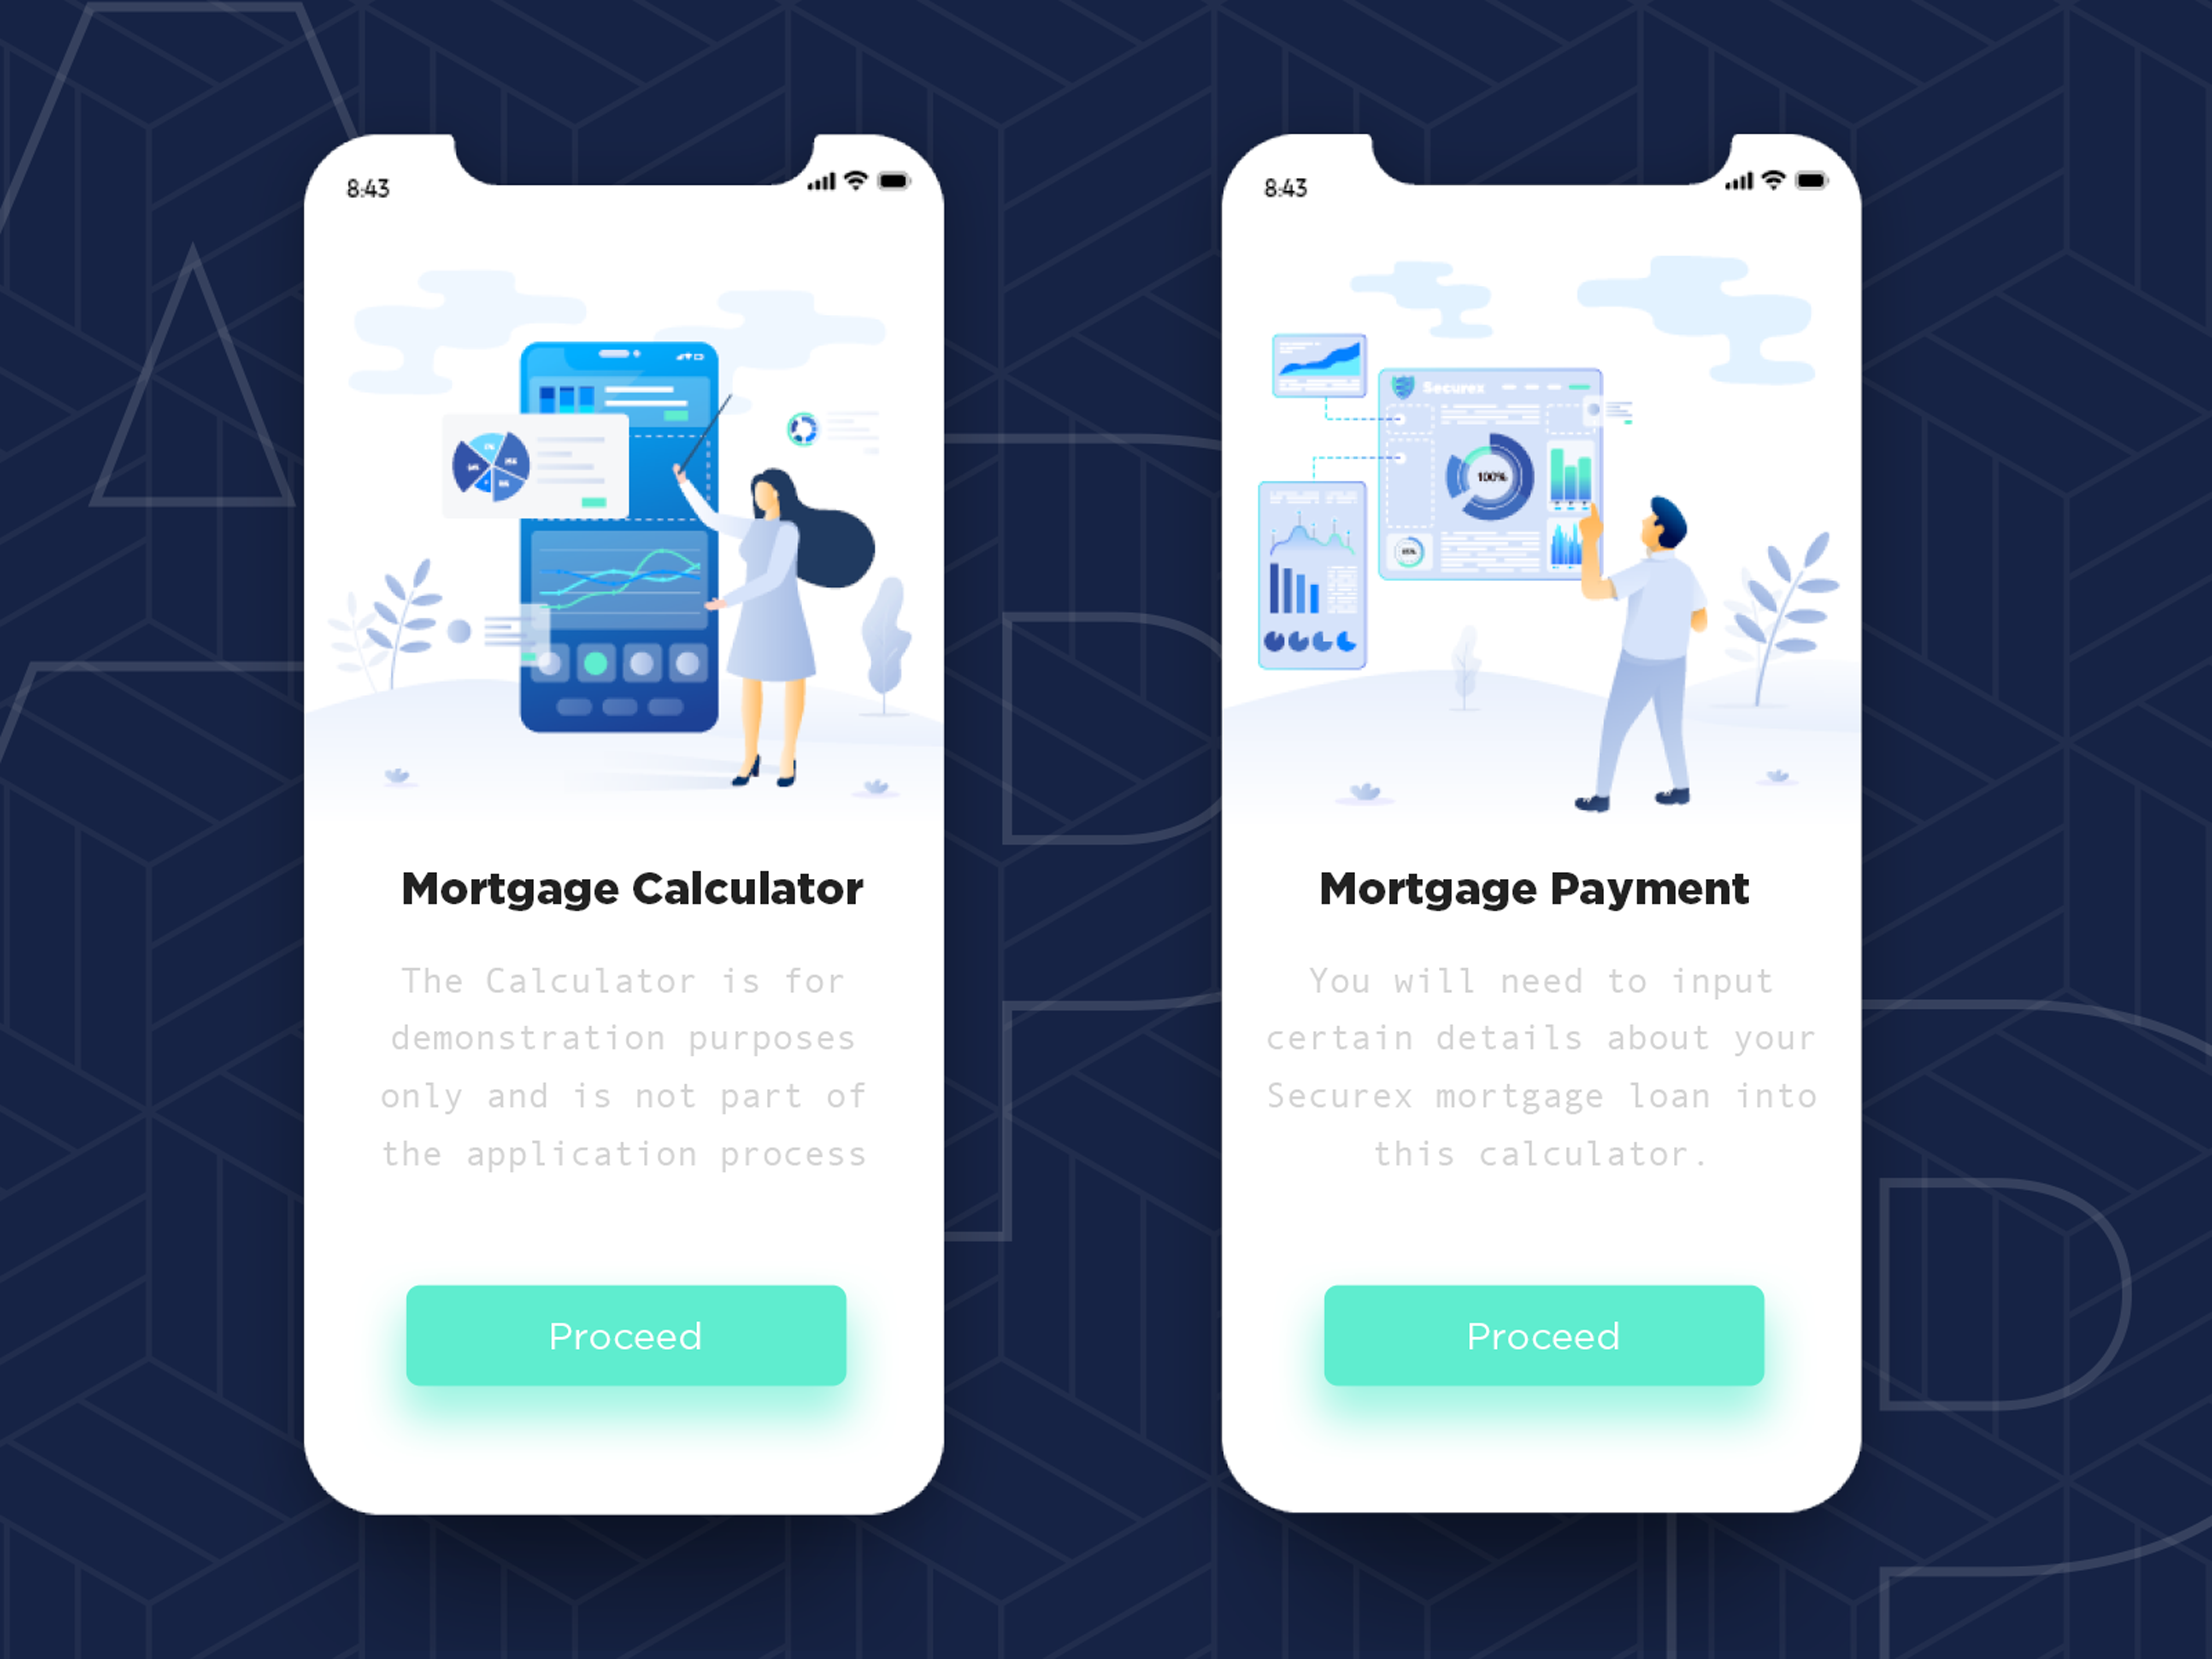 8:43
Mortgage Calculator
The Calculator is for
demonstration purposes
only and is not part of
the application process
Proceed
8:43
Securex
100%
Mortgage Payment
You will need to input
certain details about your
Securex mortgage loan into
this calculator.
Proceed